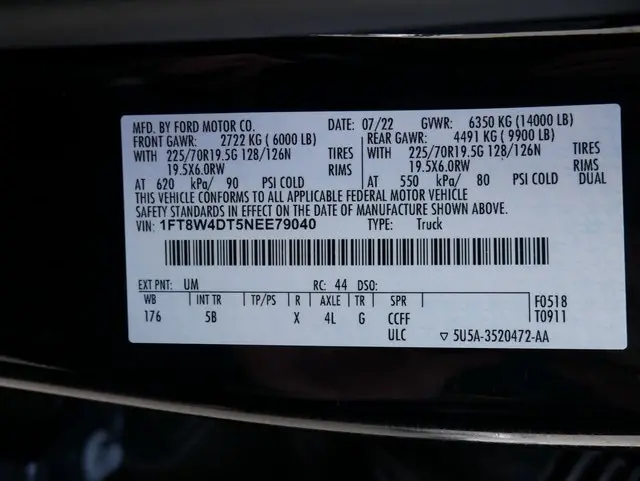 MFD. BY FORD MOTOR CO. DATE: 07/22 GVWR: 6350 KG ( 14000 LB)
FRONT GAWR: 2722 KG ( 6000 LB) REAR GAWR: 4491 KG ( 9900 LB)
WITH 225/70R19.5G 128/126N TIRES WITH 225/70R19.5G 128/126N TIRES
19.5X6.0RW RIMS 19.5X6.0RW RIMS
AT 620 kPa/ 90 PSI COLD AT 550 kPa/ 80 PSI COLD DUAL
THIS VEHICLE CONFORMS TO ALL APPLICABLE FEDERAL MOTOR VEHICLE
SAFETY STANDARDS IN EFFECT ON THE DATE OF MANUFACTURE SHOWN ABOVE.
VIN: 1FT8W4DT5NEE79040 TYPE: Truck
EXT PNT: UM RC: 44 DSO:
WB INT TR TP/PS R AXLE TR SPR F0518
176 5B X 4L G CCFF T0911
ULC ▽ 5U5A-3520472-AA